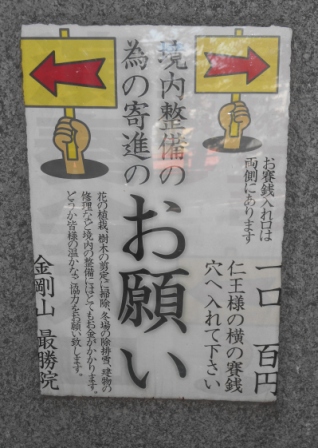 お賽銭入れ口は
両側にあります
一口 百円
仁王様の横の賽銭
穴へ入れて下さい
境内整備の
為の寄進の
お願い
花の植栽、樹木の剪定に掃除、冬場の除排雪、建物の
修理など境内の整備にはとてもお金がかかります。
どうか皆様の温かなご協力をお願い致します。
金剛山 最勝院